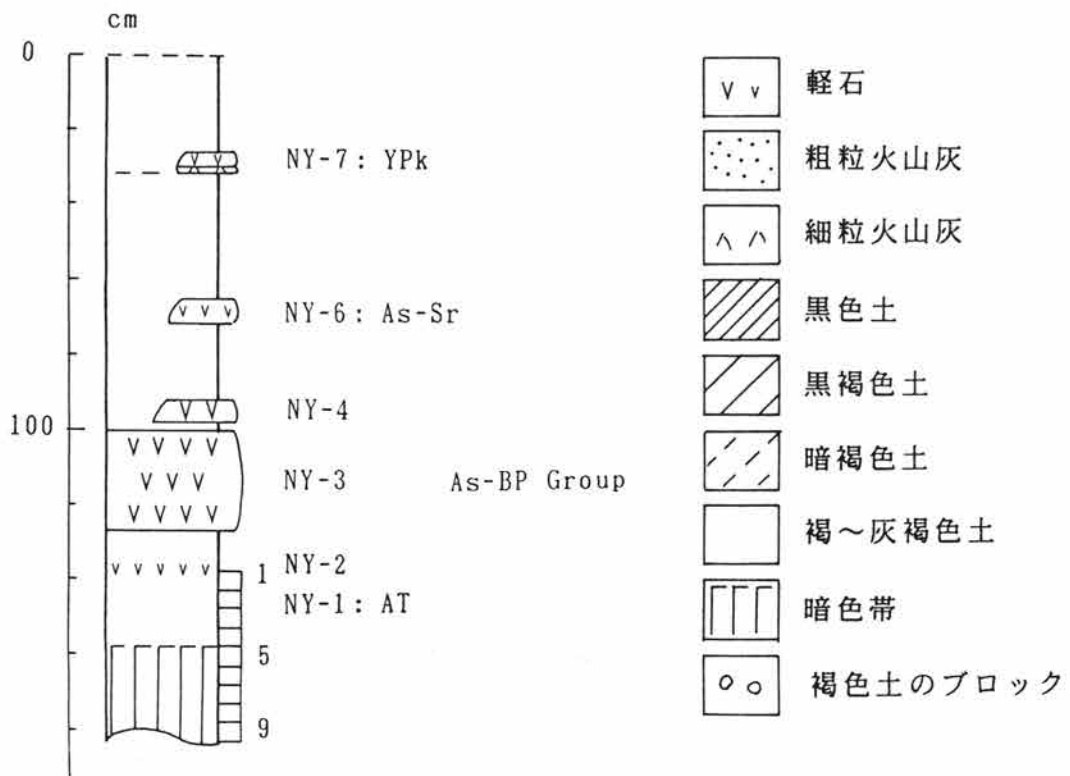 cm
0
NY-7: YPk
NY-6: As-Sr
NY-4
100
NY-3 As-BP Group
NY-2
1
NY-1: AT
5
9
軽石
粗粒火山灰
細粒火山灰
黒色土
黒褐色土
暗褐色土
褐～灰褐色土
暗色帯
褐色土のブロック